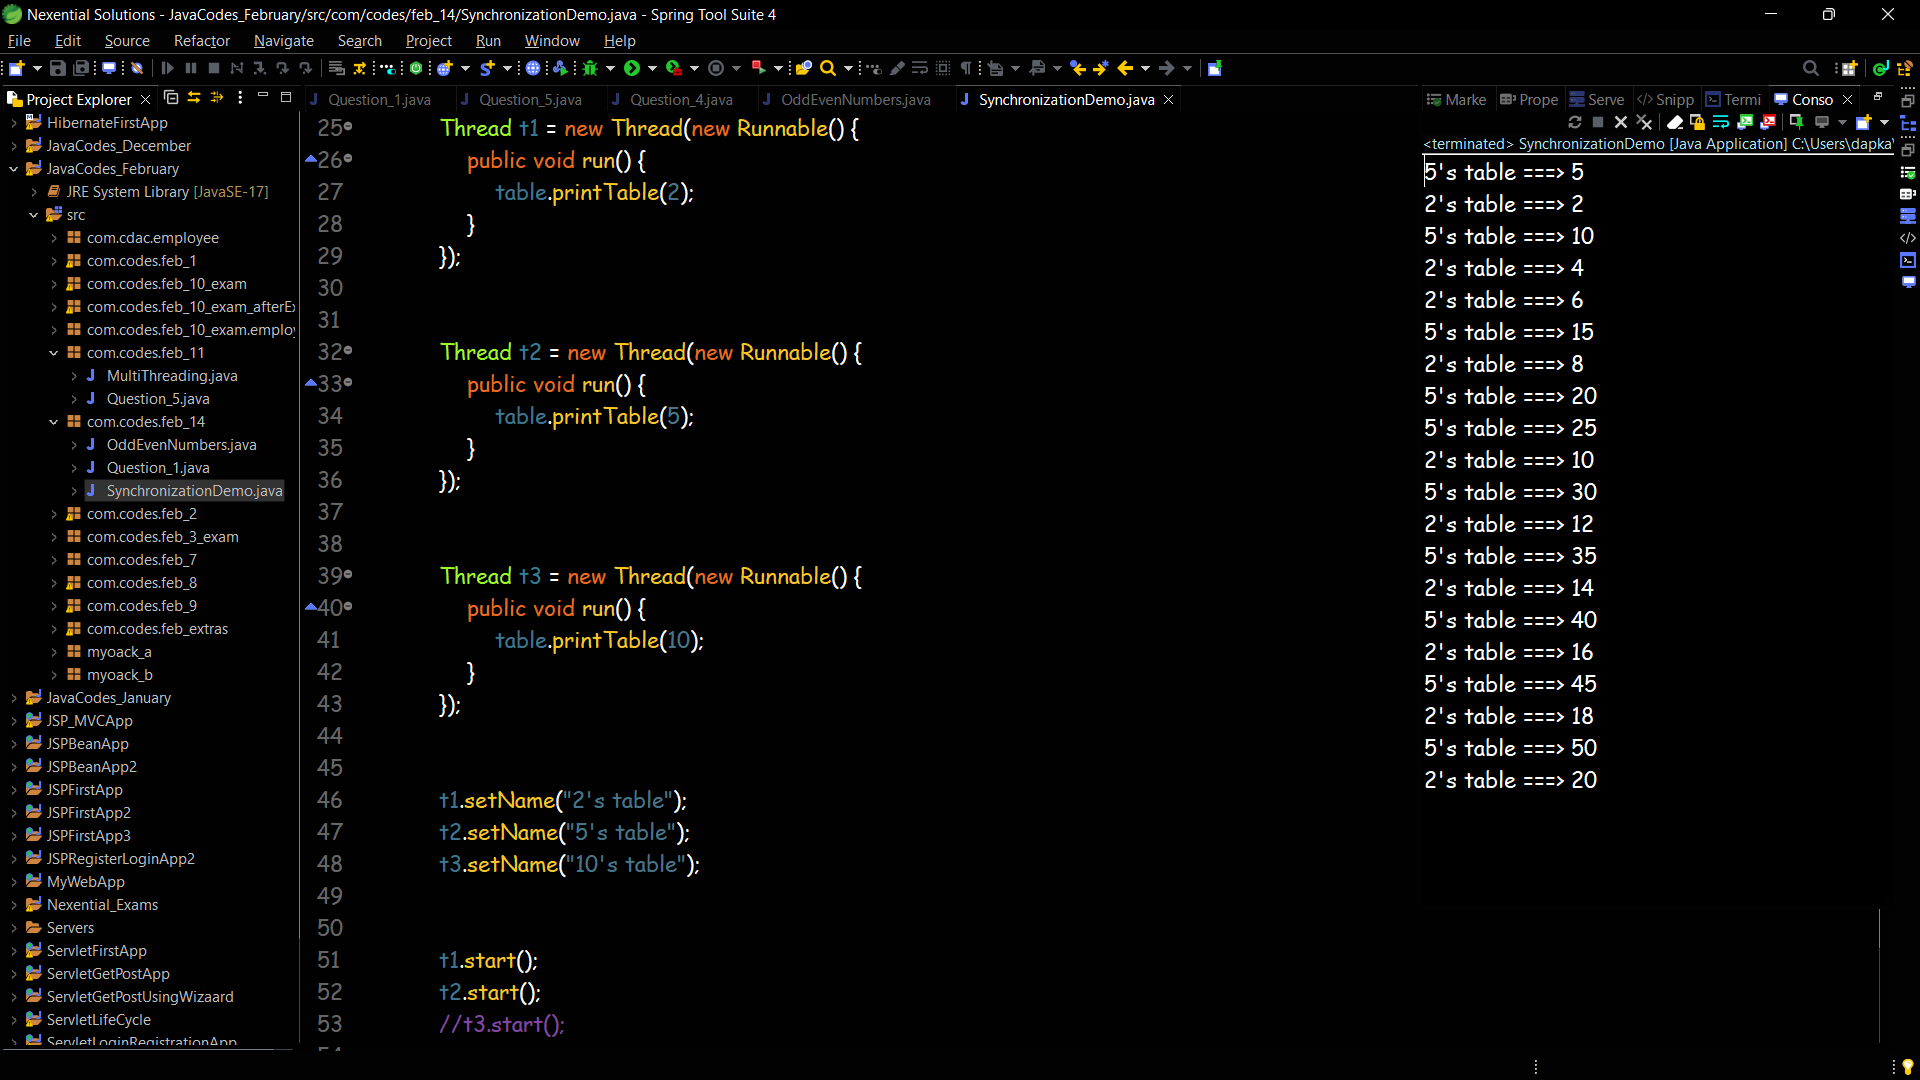 Nexential Solutions - JavaCodes_February/src/com/codes/feb_14/SynchronizationDemo.java - Spring Tool Suite 4
File Edit Source Refactor Navigate Search Project Run Window Help
Project Explorer
HibernateFirstApp
JavaCodes_December
JavaCodes_February
JRE System Library [JavaSE-17]
src
com.cdac.employee
com.codes.feb_1
com.codes.feb_10_exam
com.codes.feb_10_exam_afterEx
com.codes.feb_10_exam.emplo
com.codes.feb_11
MultiThreading.java
Question_5.java
com.codes.feb_14
OddEvenNumbers.java
Question_1.java
SynchronizationDemo.java
com.codes.feb_2
com.codes.feb_3_exam
com.codes.feb_7
com.codes.feb_8
com.codes.feb_9
com.codes.feb_extras
myoack_a
myoack_b
JavaCodes_January
JSP_MVCApp
JSPBeanApp
JSPBeanApp2
JSPFirstApp
JSPFirstApp2
JSPFirstApp3
JSPRegisterLoginApp2
MyWebApp
Nexential_Exams
Servers
ServletFirstApp
ServletGetPostApp
ServletGetPostUsingWizaard
ServletLifeCycle
ServletLoginRegistrationApp
Question_1.java Question_5.java Question_4.java OddEvenNumbers.java SynchronizationDemo.java
25 Thread t1 = new Thread(new Runnable() {
26 public void run() {
27 table.printTable(2);
28 }
29 });
30
31
32 Thread t2 = new Thread(new Runnable() {
33 public void run() {
34 table.printTable(5);
35 }
36 });
37
38
39 Thread t3 = new Thread(new Runnable() {
40 public void run() {
41 table.printTable(10);
42 }
43 });
44
45
46 t1.setName("2's table");
47 t2.setName("5's table");
48 t3.setName("10's table");
49
50
51 t1.start();
52 t2.start();
53 //t3.start();
Marke Prope Serve Snipp Termi Conso
<terminated> SynchronizationDemo [Java Application] C:\Users\dapka\
5's table ===> 5
2's table ===> 2
5's table ===> 10
2's table ===> 4
2's table ===> 6
5's table ===> 15
2's table ===> 8
5's table ===> 20
5's table ===> 25
2's table ===> 10
5's table ===> 30
2's table ===> 12
5's table ===> 35
2's table ===> 14
5's table ===> 40
2's table ===> 16
5's table ===> 45
2's table ===> 18
5's table ===> 50
2's table ===> 20